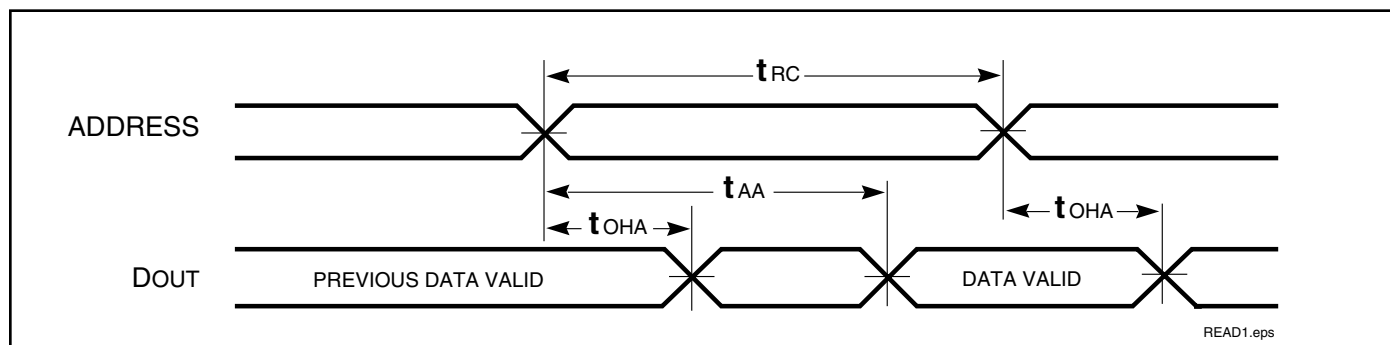 tRC
ADDRESS
tAA
tOHA
tOHA
DOUT
PREVIOUS DATA VALID
DATA VALID
READ1.eps